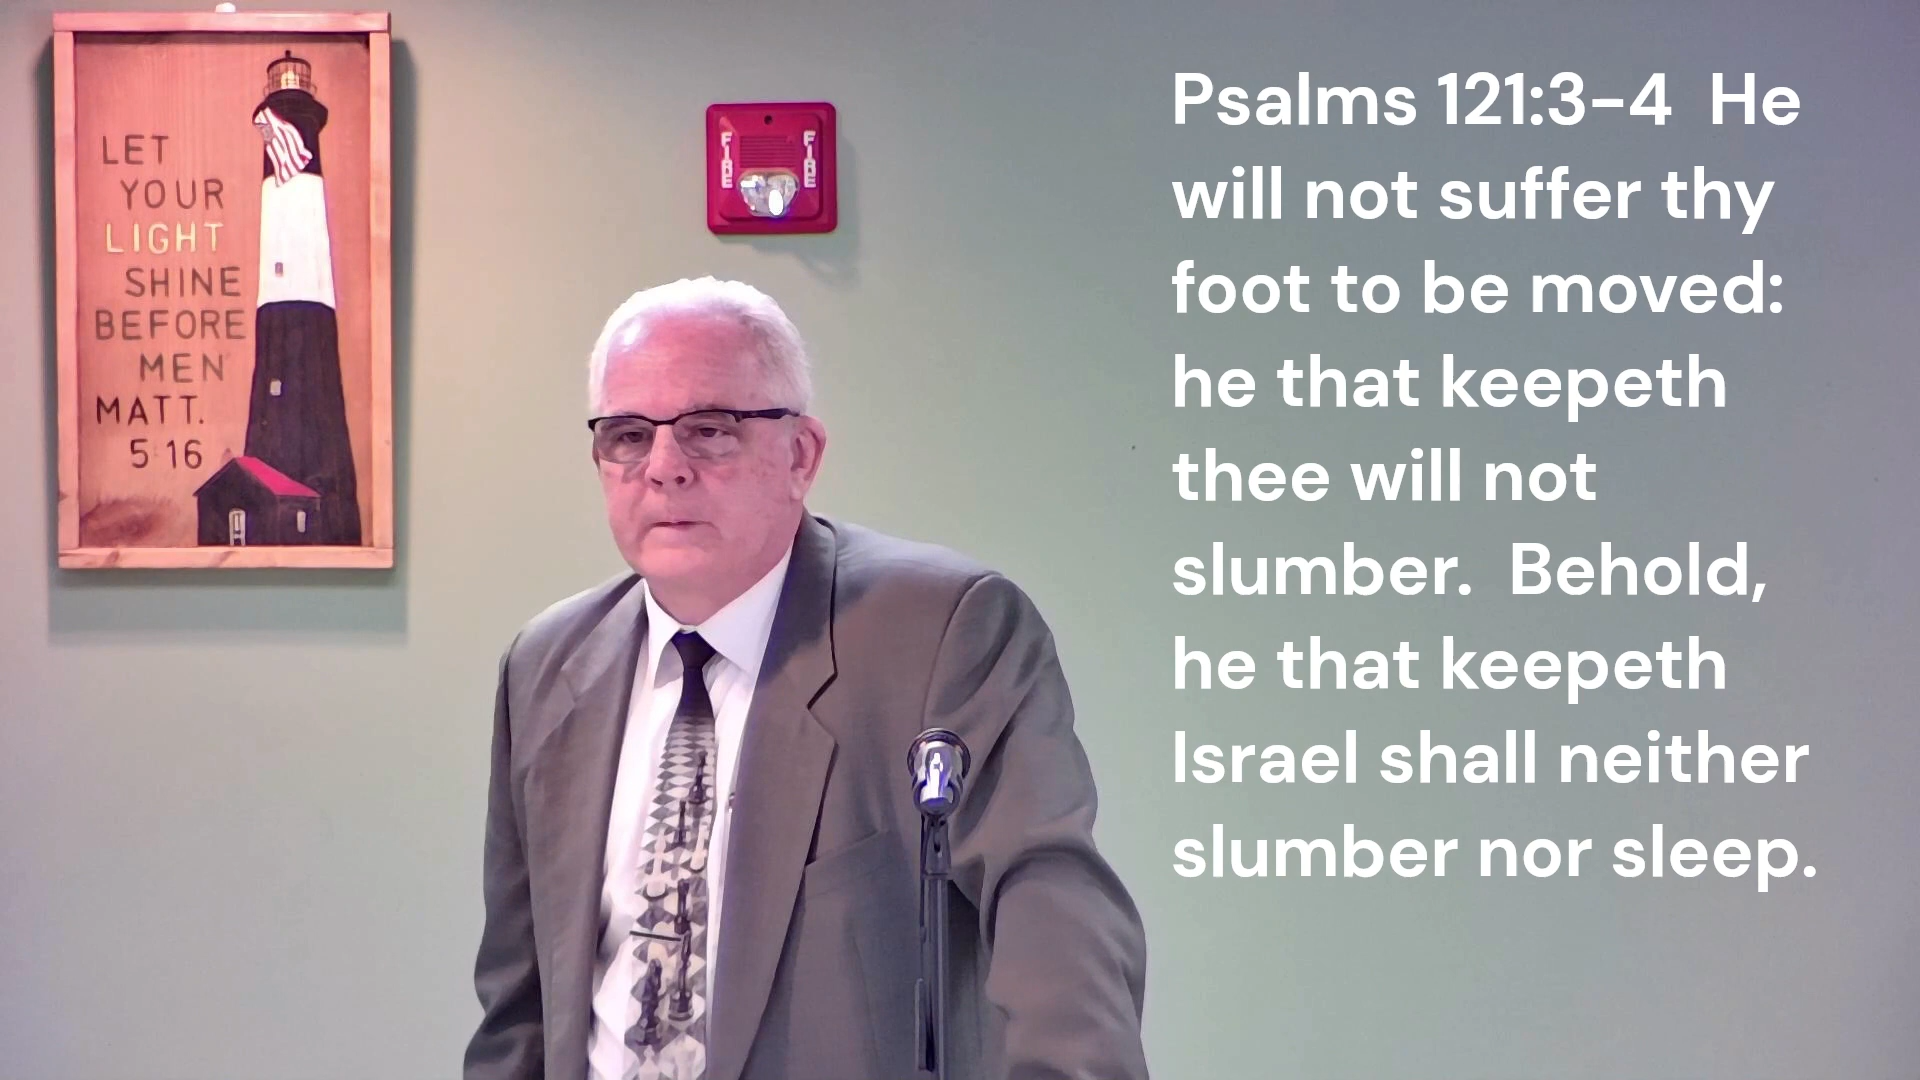 LET
YOUR
LIGHT
SHINE
BEFORE
MEN
MATT.
5:16
FIRE
FIRE
Psalms 121:3-4  He
will not suffer thy
foot to be moved:
he that keepeth
thee will not
slumber.  Behold,
he that keepeth
Israel shall neither
slumber nor sleep.